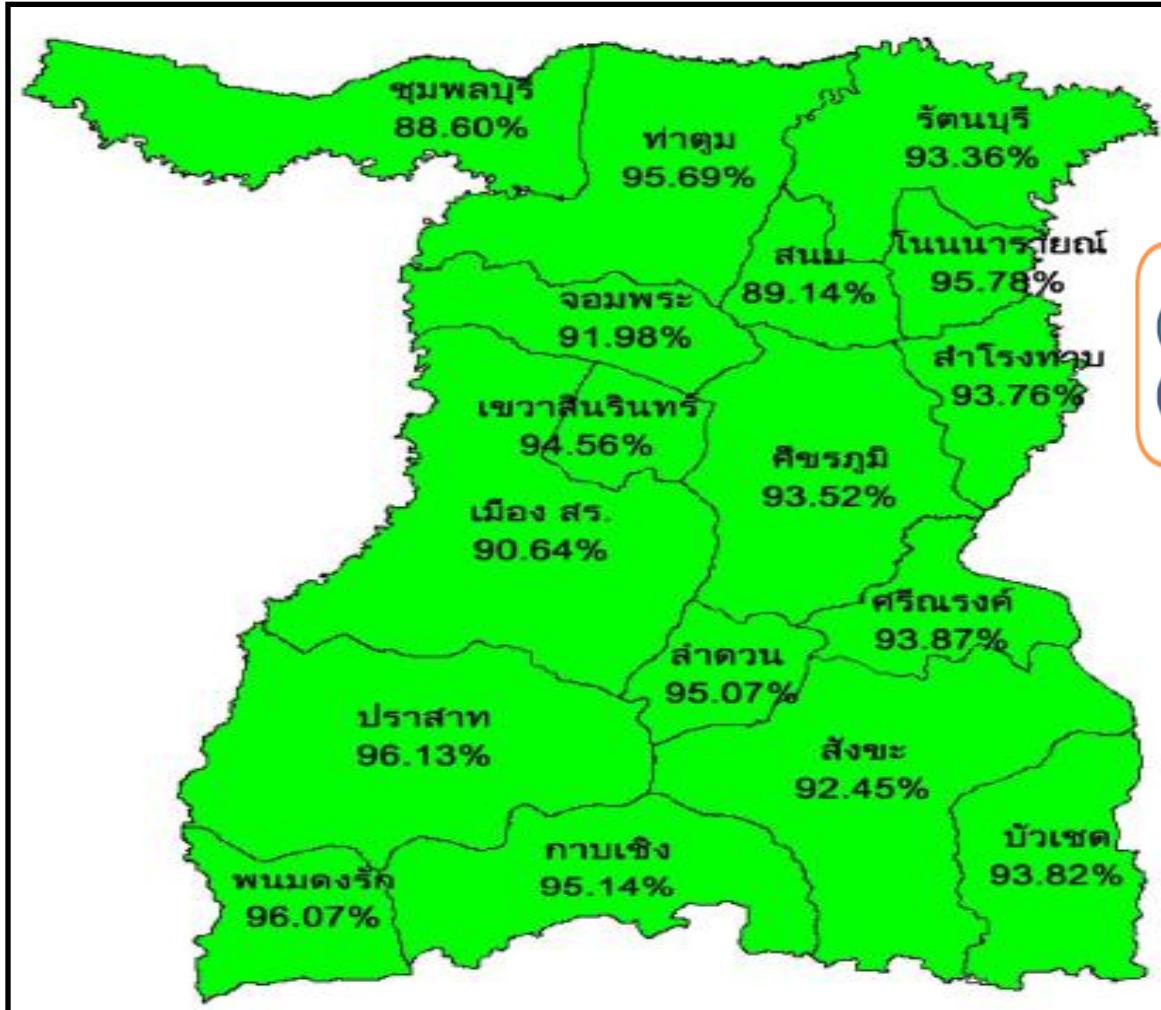 ชุมพลบุรี
88.60%
ท่าตูม
95.69%
รัตนบุรี
93.36%
สนม
89.14%
โนนนารายณ์
95.78%
จอมพระ
91.98%
สำโรงทาบ
93.76%
เขวาสินรินทร์
94.56%
ศีขรภูมิ
93.52%
เมือง สร.
90.64%
ศรีณรงค์
93.87%
ลำดวน
95.07%
ปราสาท
96.13%
สังขะ
92.45%
บัวเชด
93.82%
กาบเชิง
95.14%
พนมดงรัก
96.07%